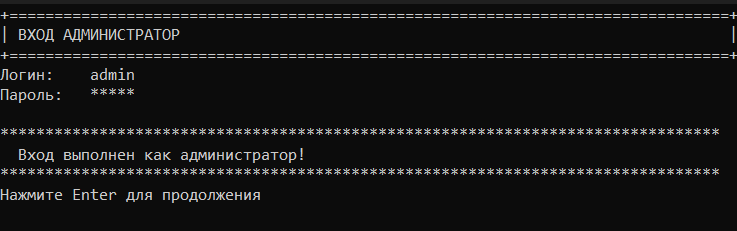 +================================================================================+
| ВХОД АДМИНИСТРАТОР |
+================================================================================+
Логин: admin
Пароль: *****
********************************************************************************
Вход выполнен как администратор!
********************************************************************************
Нажмите Enter для продолжения